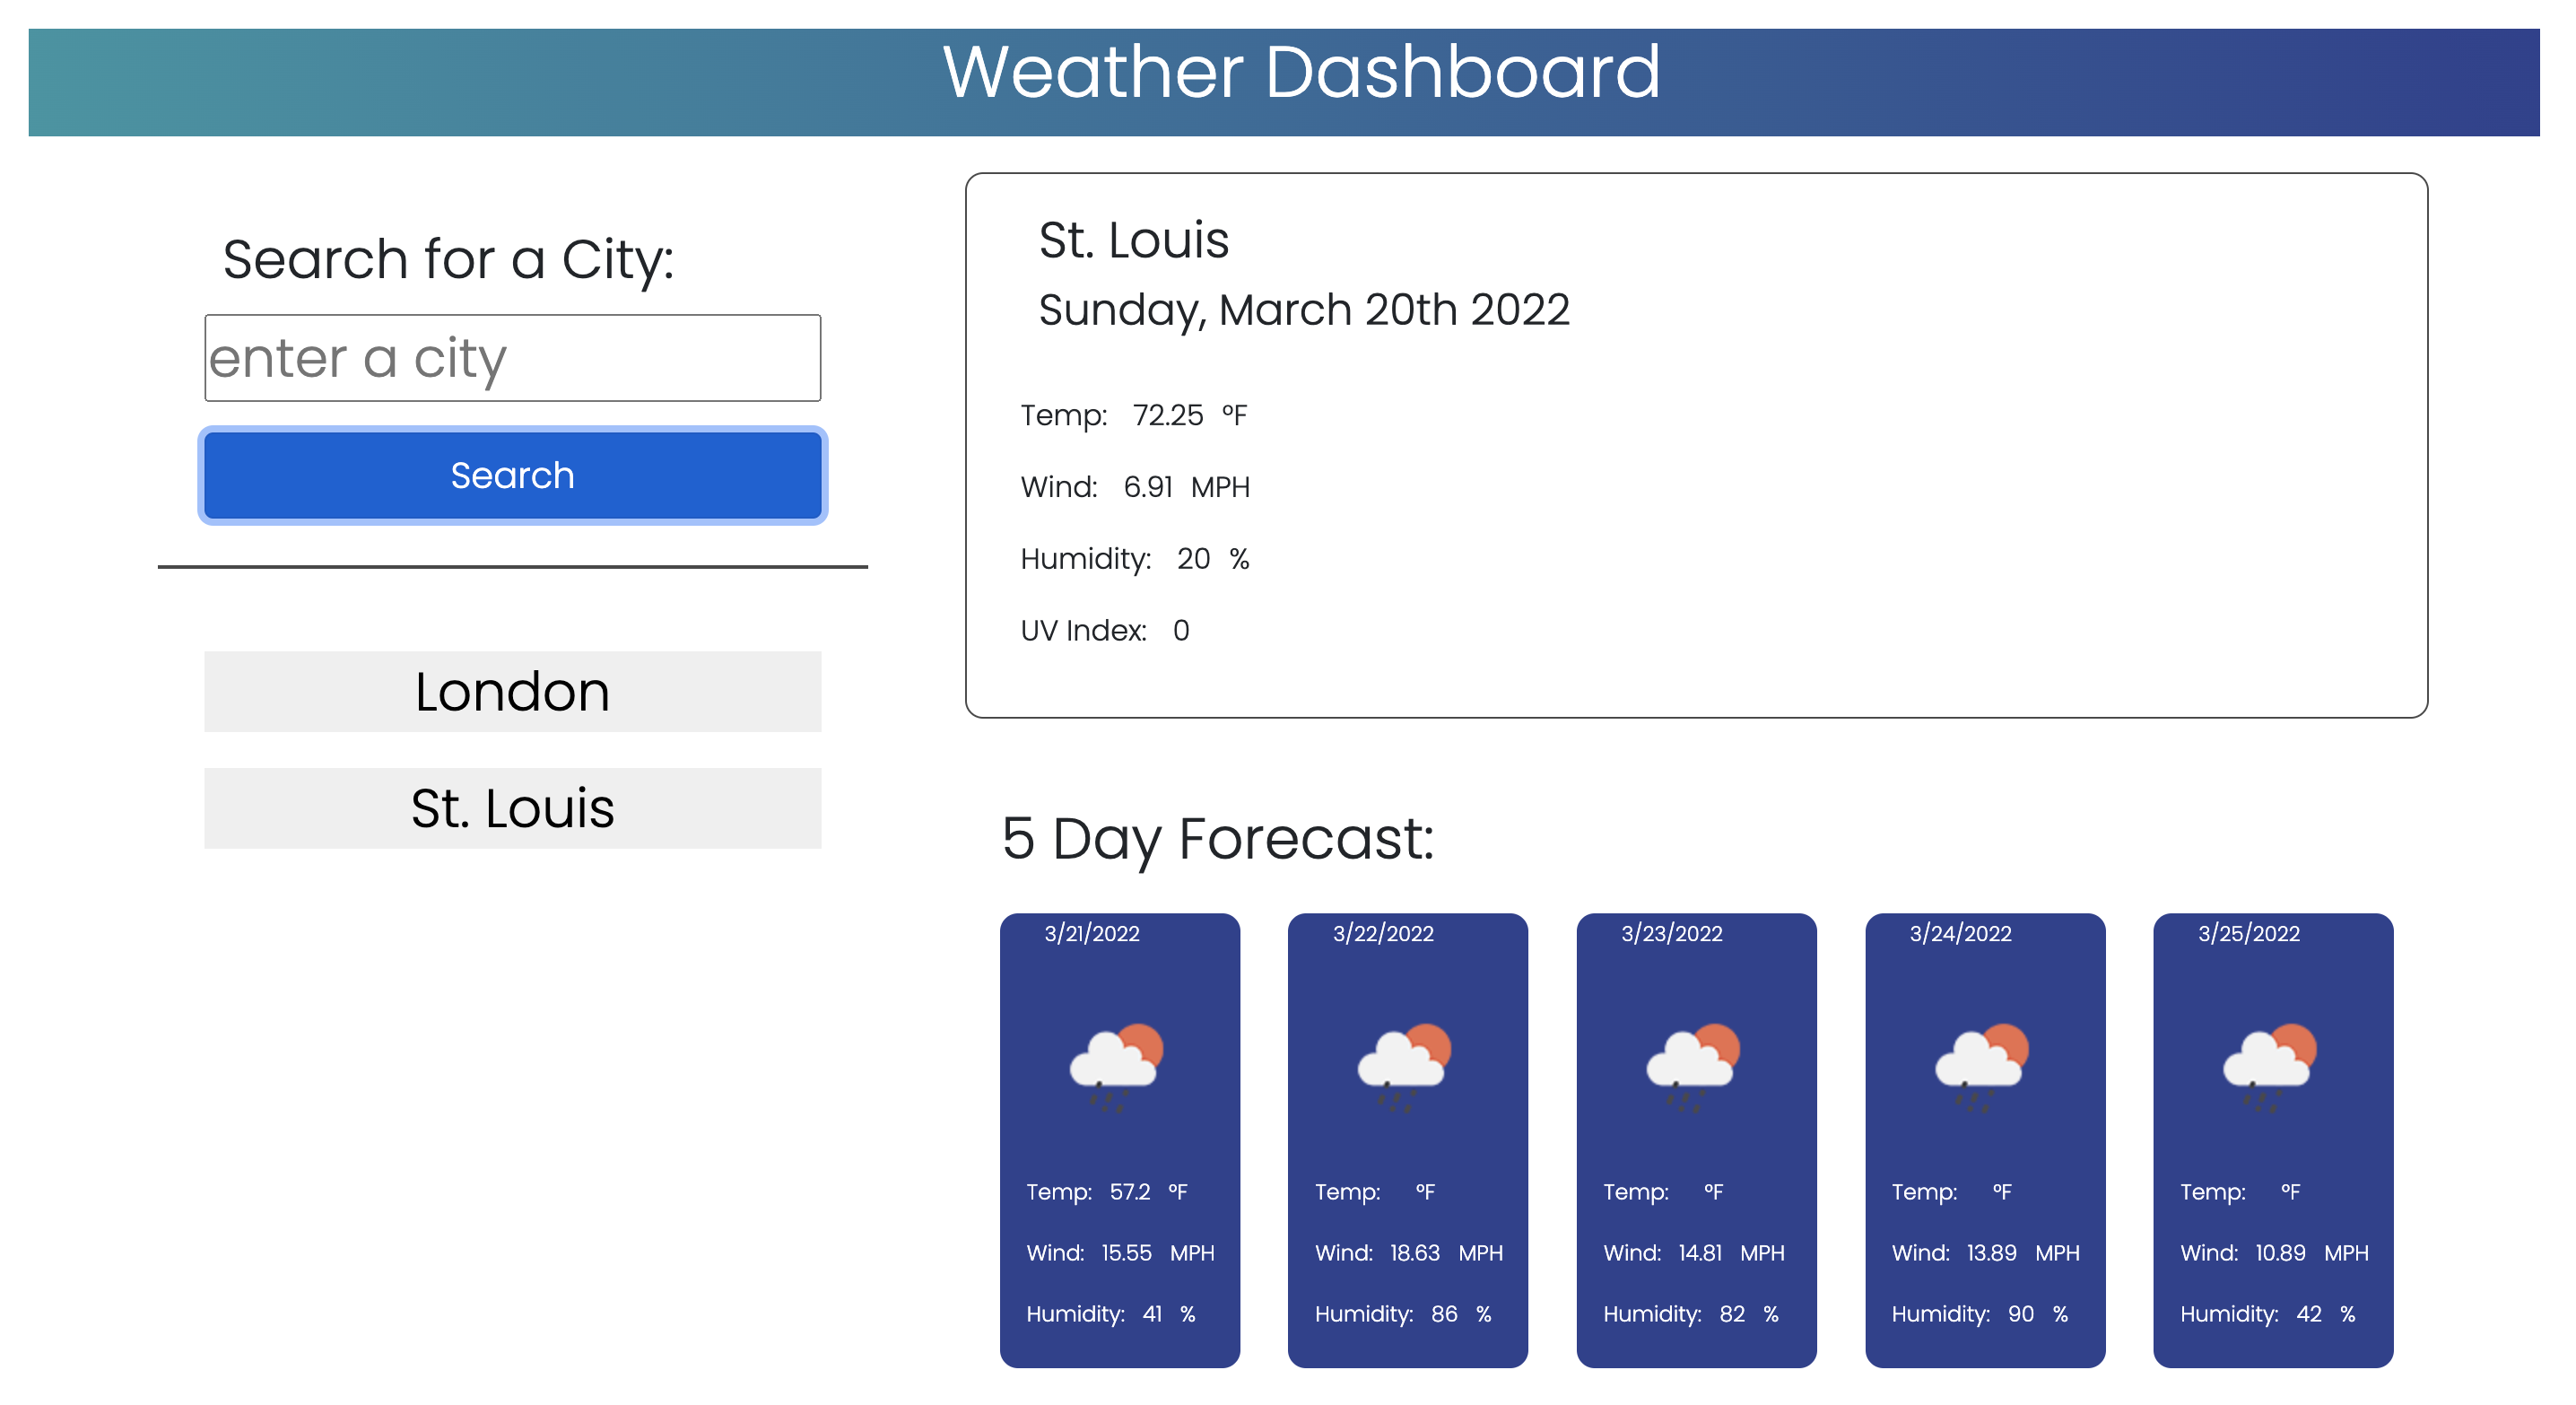 Weather Dashboard
Search for a City:
enter a city
Search
London
St. Louis
St. Louis
Sunday, March 20th 2022
Temp: 72.25 °F
Wind: 6.91 MPH
Humidity: 20 %
UV Index: 0
5 Day Forecast:
3/21/2022
Temp: 57.2 °F
Wind: 15.55 MPH
Humidity: 41 %
3/22/2022
Temp: °F
Wind: 18.63 MPH
Humidity: 86 %
3/23/2022
Temp: °F
Wind: 14.81 MPH
Humidity: 82 %
3/24/2022
Temp: °F
Wind: 13.89 MPH
Humidity: 90 %
3/25/2022
Temp: °F
Wind: 10.89 MPH
Humidity: 42 %